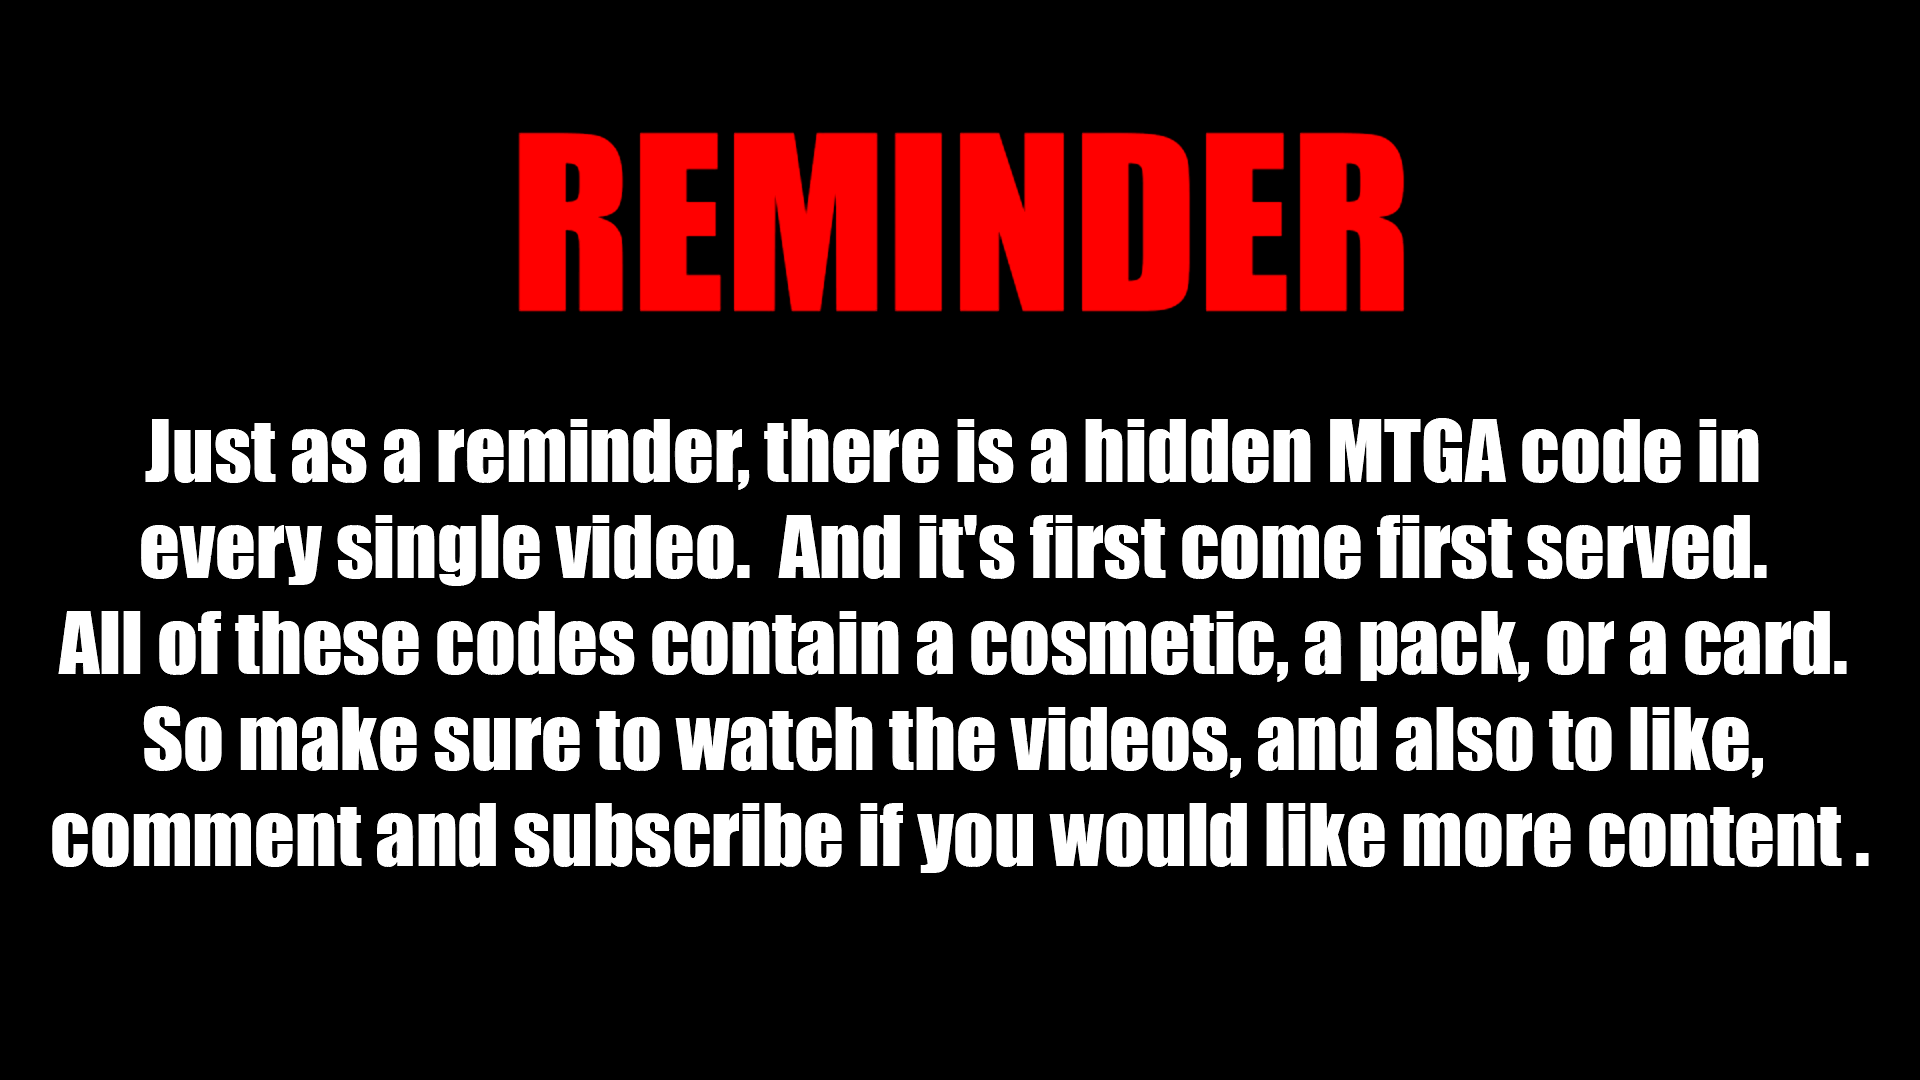 REMINDER
Just as a reminder, there is a hidden MTGA code in
every single video.  And it's first come first served.
All of these codes contain a cosmetic, a pack, or a card.
So make sure to watch the videos, and also to like,
comment and subscribe if you would like more content .